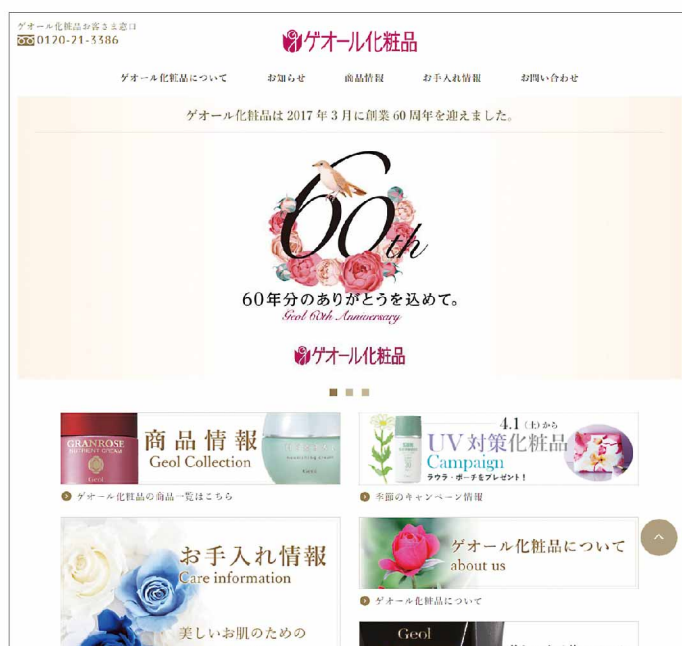 ゲオール化粧品お客さま窓口
0120-21-3386
ゲオール化粧品
ゲオール化粧品について お知らせ 商品情報 お手入れ情報 お問い合わせ
ゲオール化粧品は 2017 年 3 月に創業 60 周年を迎えました。
60th
60年分のありがとうを込めて。
Geol 60th Anniversary
ゲオール化粧品
GRANROSE
NUTRIENT CREAM
Geol
商品情報
Geol Collection
nourishing cream
Geol
ゲオール化粧品の商品一覧はこちら
4.1（土）から
UV対策化粧品
Campaign
ラウラ・ポーチをプレゼント！
季節のキャンペーン情報
お手入れ情報
Care information
美しいお肌のための
ゲオール化粧品について
about us
ゲオール化粧品について
Geol